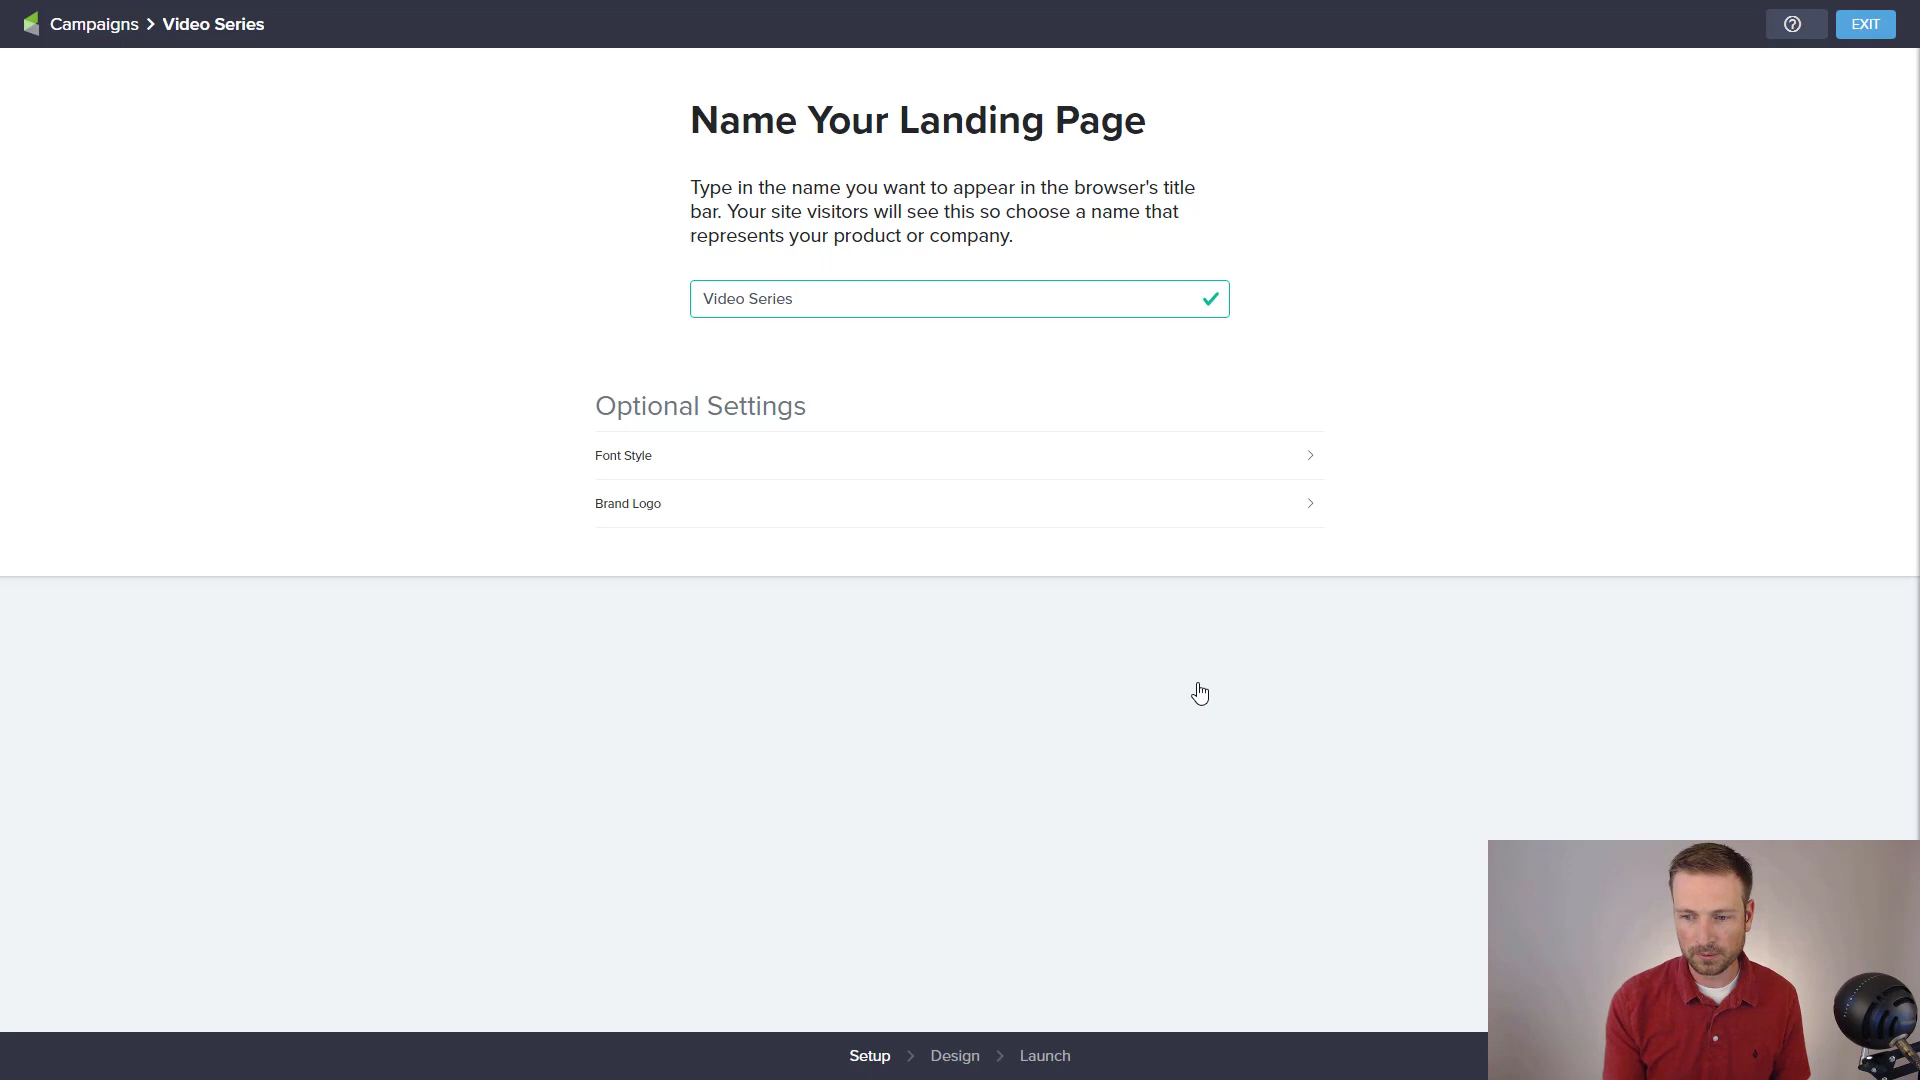 Campaigns > Video Series
EXIT
Name Your Landing Page
Type in the name you want to appear in the browser's title
bar. Your site visitors will see this so choose a name that
represents your product or company.
Video Series
Optional Settings
Font Style
Brand Logo
Setup > Design > Launch